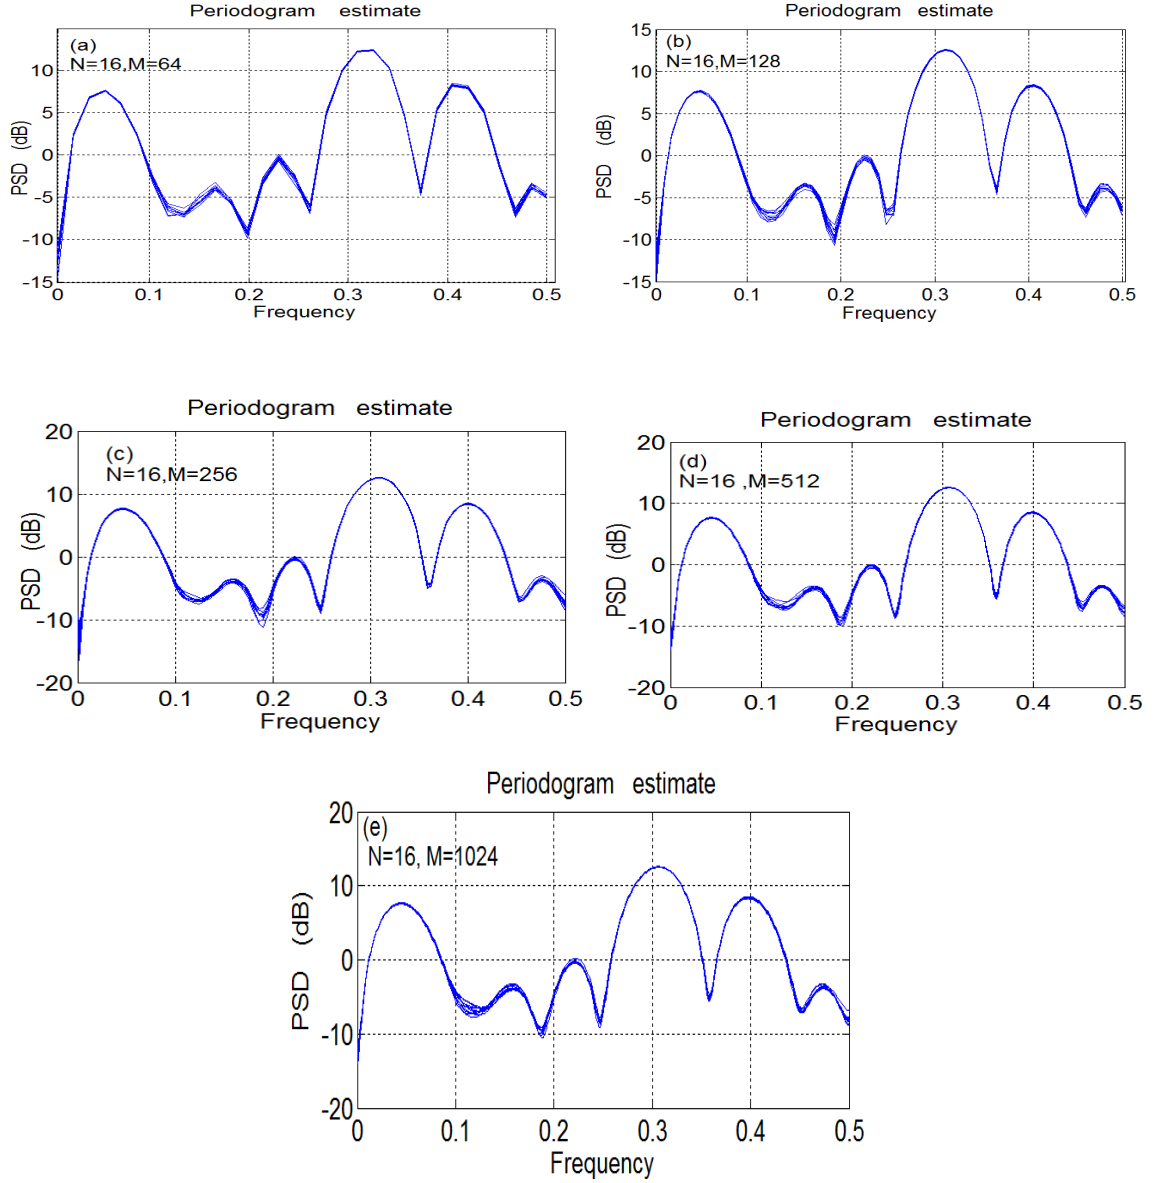 Periodogram estimate
(a)
N=16,M=64
10
5
0
-5
-10
-15
PSD (dB)
0 0.1 0.2 0.3 0.4 0.5
Frequency
Periodogram estimate
(b)
N=16,M=128
15
10
5
0
-5
-10
-15
PSD (dB)
0 0.1 0.2 0.3 0.4 0.5
Frequency
Periodogram estimate
(c)
N=16,M=256
20
10
0
-10
-20
PSD (dB)
0 0.1 0.2 0.3 0.4 0.5
Frequency
Periodogram estimate
(d)
N=16 ,M=512
20
10
0
-10
-20
PSD (dB)
0 0.1 0.2 0.3 0.4 0.5
Frequency
Periodogram estimate
(e)
N=16, M=1024
20
10
0
-10
-20
PSD (dB)
0 0.1 0.2 0.3 0.4 0.5
Frequency